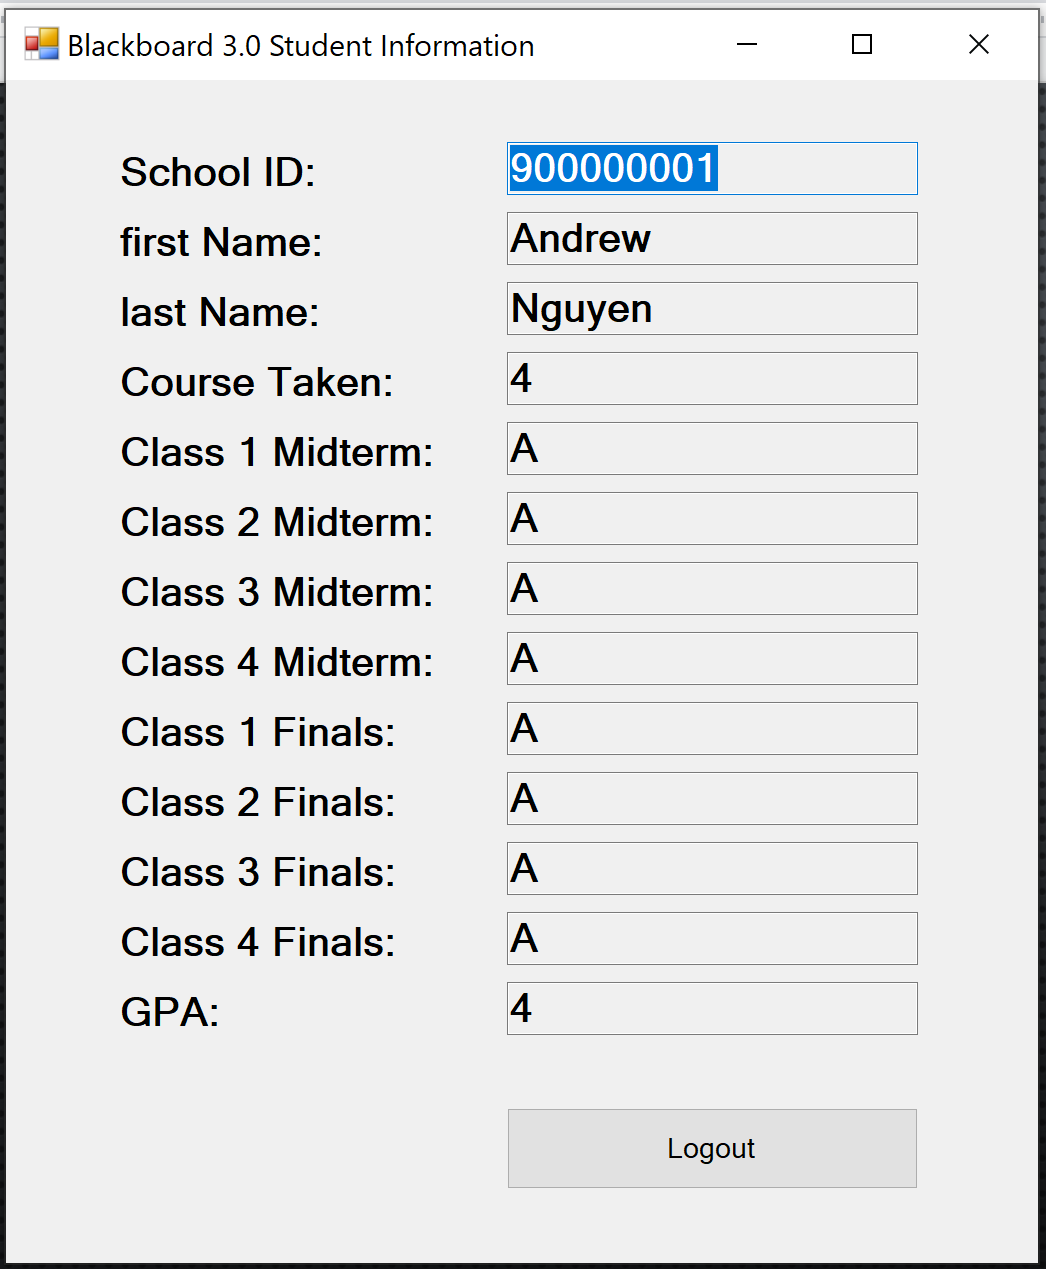 Blackboard 3.0 Student Information
School ID: 900000001
first Name: Andrew
last Name: Nguyen
Course Taken: 4
Class 1 Midterm: A
Class 2 Midterm: A
Class 3 Midterm: A
Class 4 Midterm: A
Class 1 Finals: A
Class 2 Finals: A
Class 3 Finals: A
Class 4 Finals: A
GPA: 4
Logout